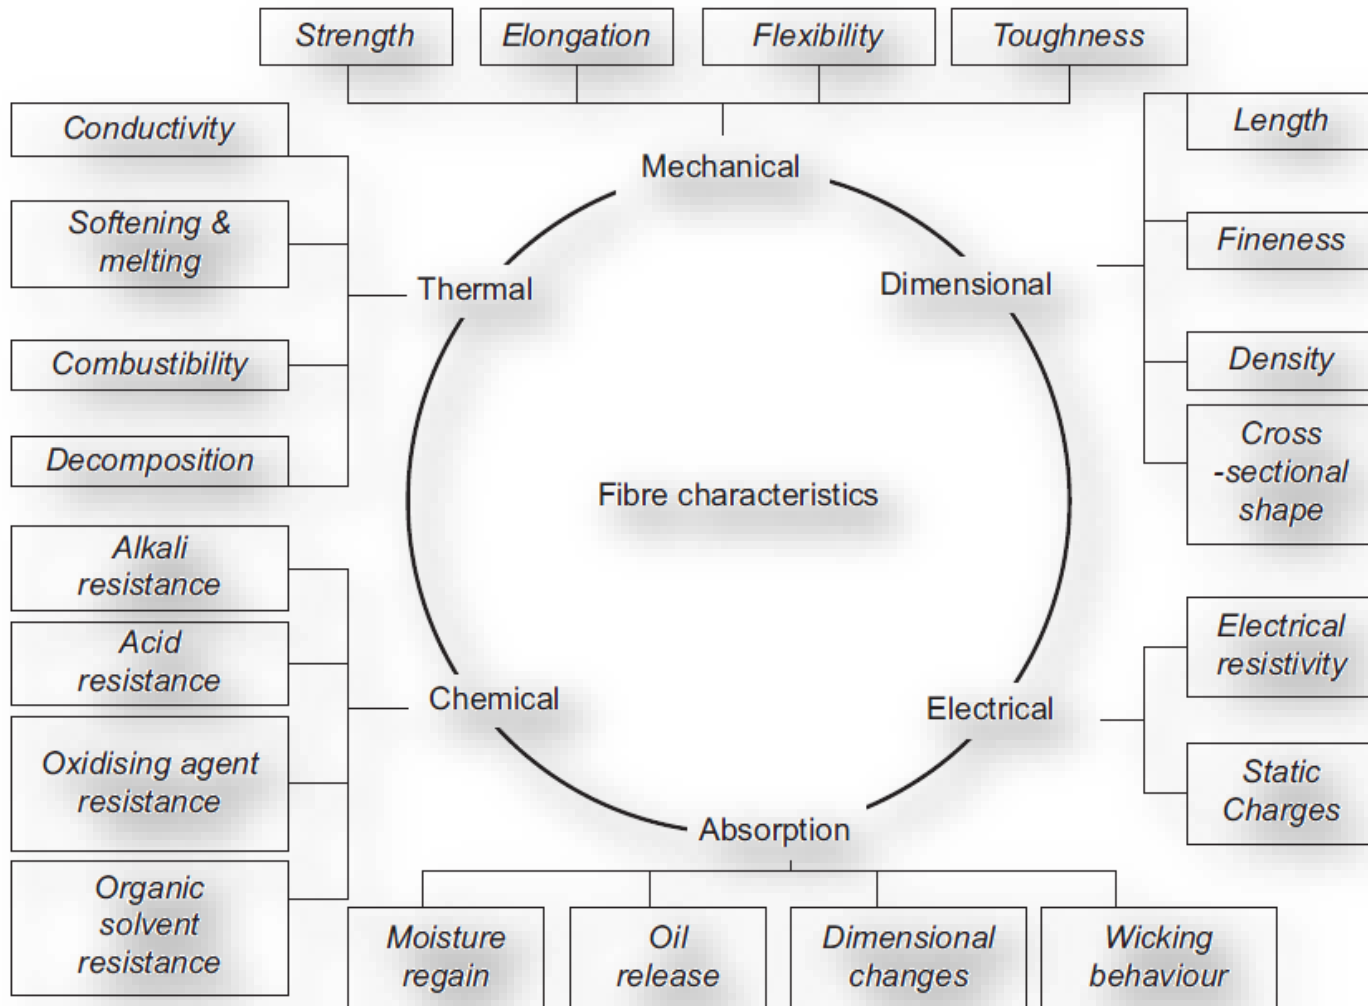 Strength
Elongation
Flexibility
Toughness
Conductivity
Softening &
melting
Combustibility
Decomposition
Alkali
resistance
Acid
resistance
Oxidising agent
resistance
Organic
solvent
resistance
Mechanical
Thermal
Dimensional
Fibre characteristics
Chemical
Electrical
Absorption
Length
Fineness
Density
Cross
-sectional
shape
Electrical
resistivity
Static
Charges
Moisture
regain
Oil
release
Dimensional
changes
Wicking
behaviour